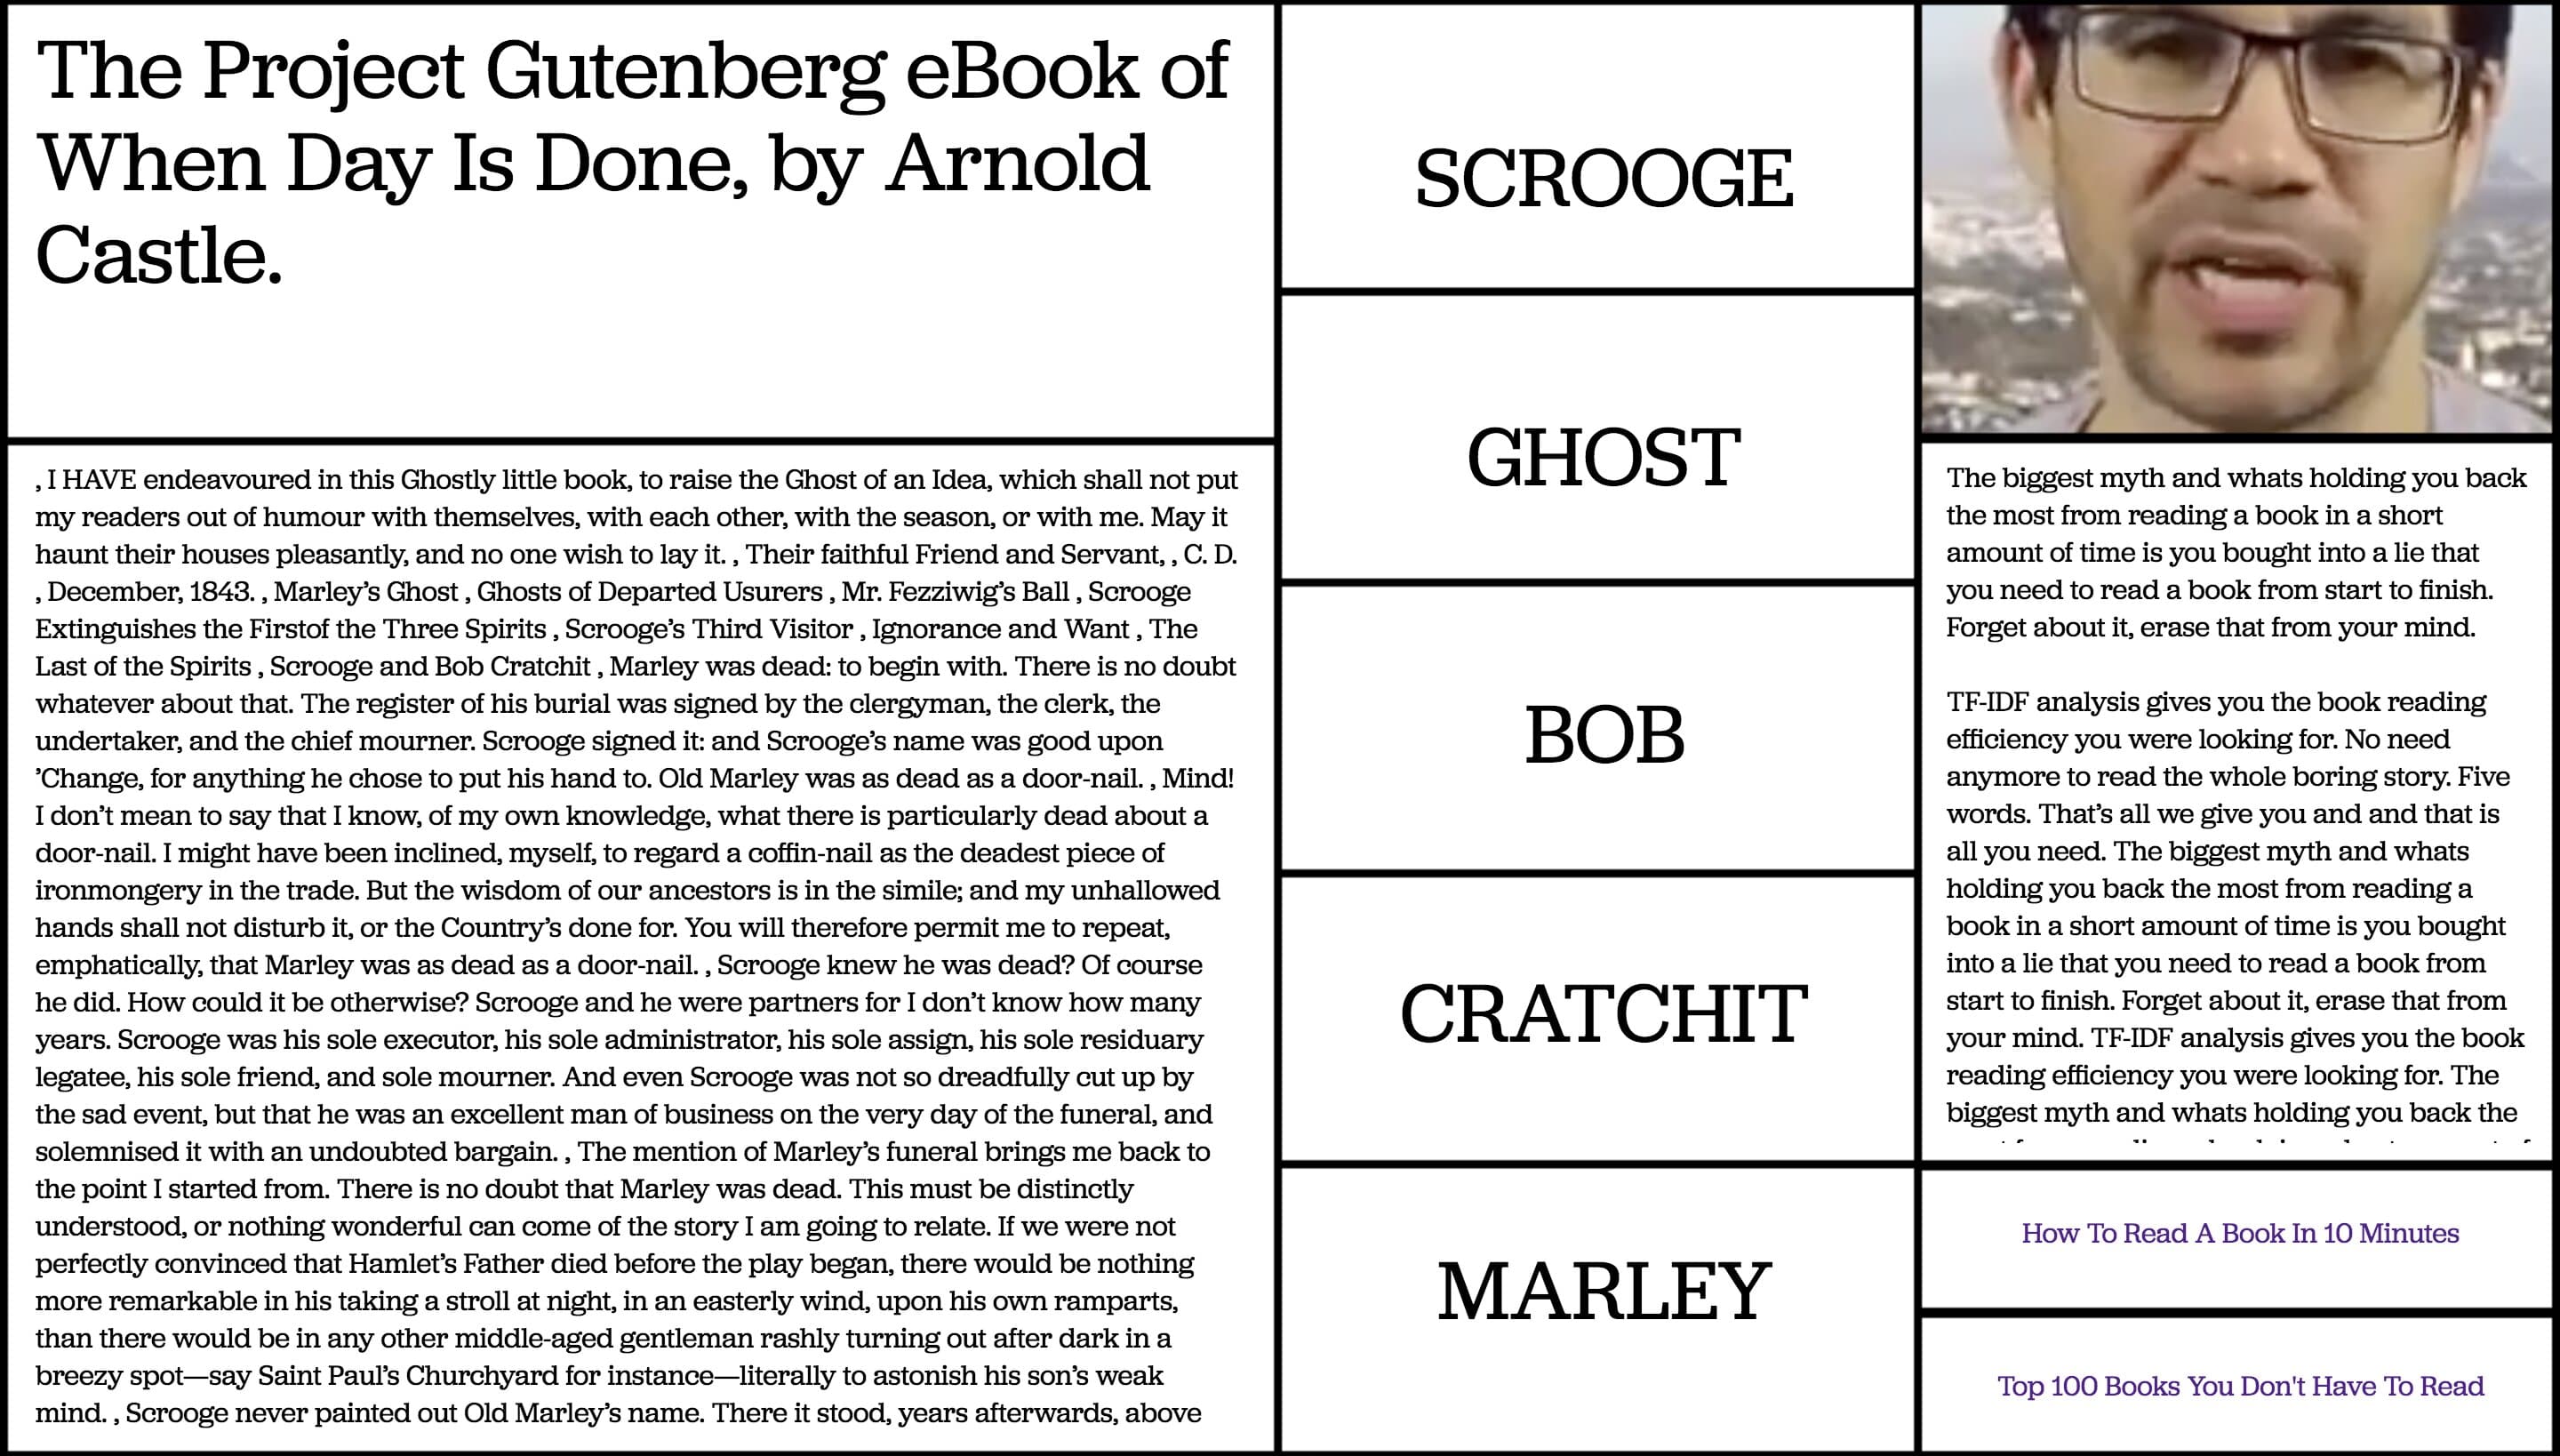 The Project Gutenberg eBook of
When Day Is Done, by Arnold
Castle.
, I HAVE endeavoured in this Ghostly little book, to raise the Ghost of an Idea, which shall not put
my readers out of humour with themselves, with each other, with the season, or with me. May it
haunt their houses pleasantly, and no one wish to lay it. , Their faithful Friend and Servant, , C. D.
, December, 1843. , Marley’s Ghost , Ghosts of Departed Usurers , Mr. Fezziwig’s Ball , Scrooge
Extinguishes the Firstof the Three Spirits , Scrooge’s Third Visitor , Ignorance and Want , The
Last of the Spirits , Scrooge and Bob Cratchit , Marley was dead: to begin with. There is no doubt
whatever about that. The register of his burial was signed by the clergyman, the clerk, the
undertaker, and the chief mourner. Scrooge signed it: and Scrooge’s name was good upon
’Change, for anything he chose to put his hand to. Old Marley was as dead as a door-nail. , Mind!
I don’t mean to say that I know, of my own knowledge, what there is particularly dead about a
door-nail. I might have been inclined, myself, to regard a coffin-nail as the deadest piece of
ironmongery in the trade. But the wisdom of our ancestors is in the simile; and my unhallowed
hands shall not disturb it, or the Country’s done for. You will therefore permit me to repeat,
emphatically, that Marley was as dead as a door-nail. , Scrooge knew he was dead? Of course
he did. How could it be otherwise? Scrooge and he were partners for I don’t know how many
years. Scrooge was his sole executor, his sole administrator, his sole assign, his sole residuary
legatee, his sole friend, and sole mourner. And even Scrooge was not so dreadfully cut up by
the sad event, but that he was an excellent man of business on the very day of the funeral, and
solemnised it with an undoubted bargain. , The mention of Marley’s funeral brings me back to
the point I started from. There is no doubt that Marley was dead. This must be distinctly
understood, or nothing wonderful can come of the story I am going to relate. If we were not
perfectly convinced that Hamlet’s Father died before the play began, there would be nothing
more remarkable in his taking a stroll at night, in an easterly wind, upon his own ramparts,
than there would be in any other middle-aged gentleman rashly turning out after dark in a
breezy spot—say Saint Paul’s Churchyard for instance—literally to astonish his son’s weak
mind. , Scrooge never painted out Old Marley’s name. There it stood, years afterwards, above
SCROOGE
GHOST
BOB
CRATCHIT
MARLEY
The biggest myth and whats holding you back
the most from reading a book in a short
amount of time is you bought into a lie that
you need to read a book from start to finish.
Forget about it, erase that from your mind.
TF-IDF analysis gives you the book reading
efficiency you were looking for. No need
anymore to read the whole boring story. Five
words. That’s all we give you and and that is
all you need. The biggest myth and whats
holding you back the most from reading a
book in a short amount of time is you bought
into a lie that you need to read a book from
start to finish. Forget about it, erase that from
your mind. TF-IDF analysis gives you the book
reading efficiency you were looking for. The
biggest myth and whats holding you back the
How To Read A Book In 10 Minutes
Top 100 Books You Don't Have To Read